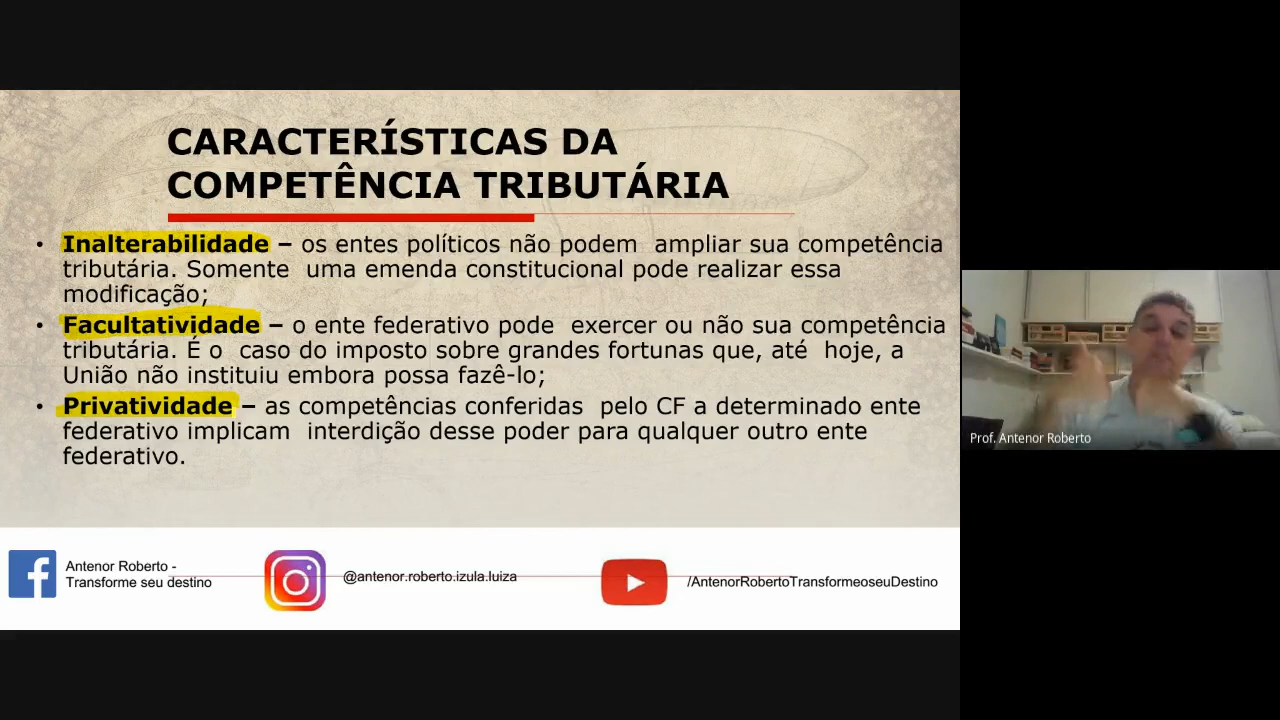 CARACTERÍSTICAS DA
COMPETÊNCIA TRIBUTÁRIA
• Inalterabilidade – os entes políticos não podem ampliar sua competência
tributária. Somente uma emenda constitucional pode realizar essa
modificação;
• Facultatividade – o ente federativo pode exercer ou não sua competência
tributária. É o caso do imposto sobre grandes fortunas que, até hoje, a
União não instituiu embora possa fazê-lo;
• Privatividade – as competências conferidas pelo CF a determinado ente
federativo implicam interdição desse poder para qualquer outro ente
federativo.
Prof. Antenor Roberto
Antenor Roberto -
Transforme seu destino
@antenor.roberto.izula.luiza
/AntenorRobertoTransformeoseuDestino